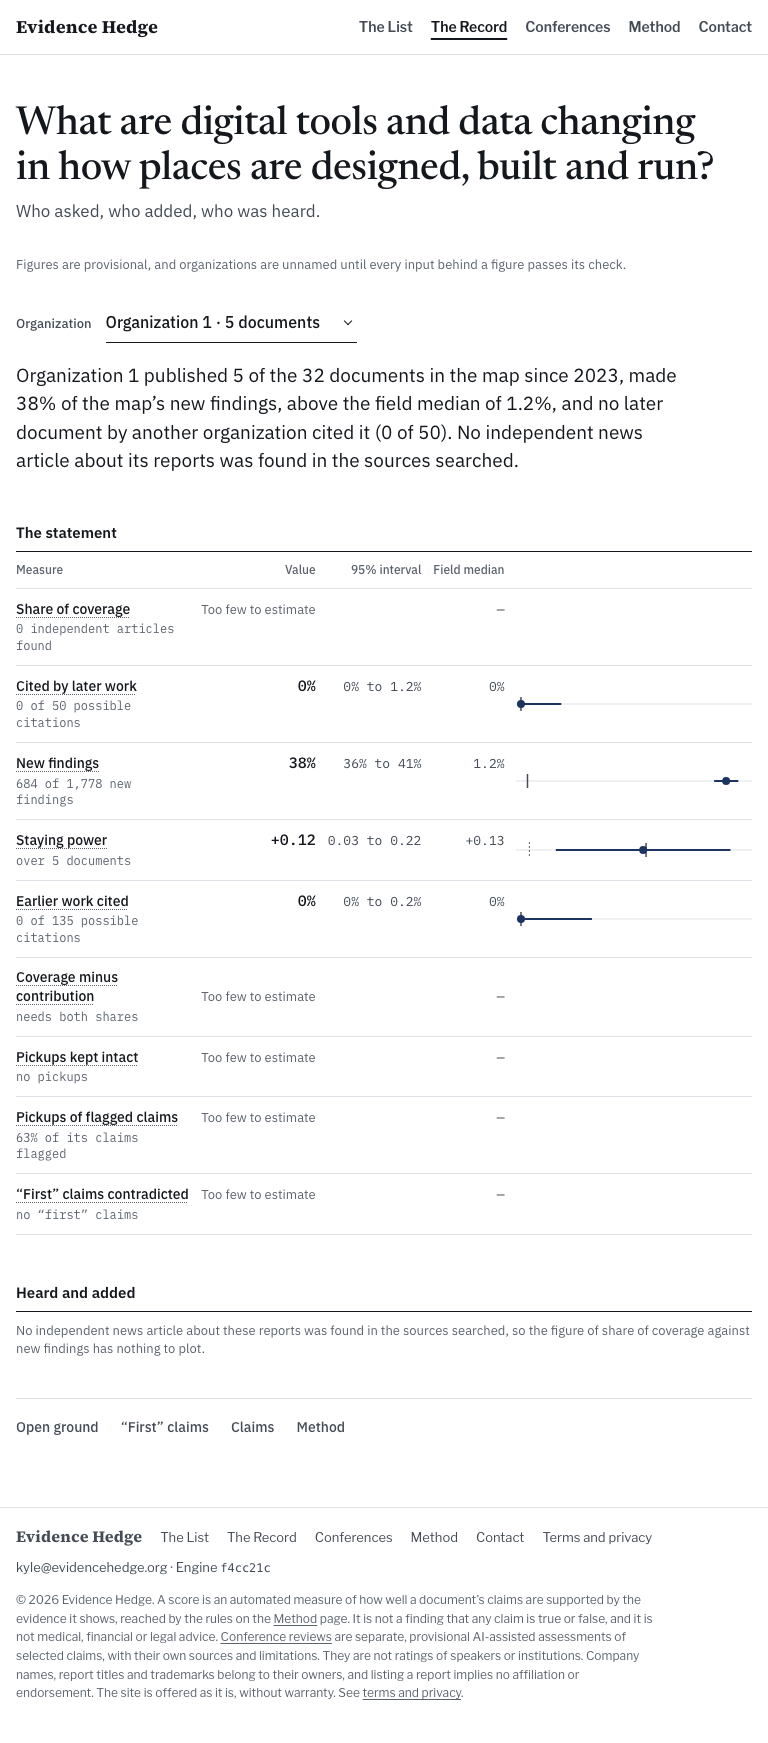 Evidence Hedge
The List
The Record
Conferences
Method
Contact
What are digital tools and data changing
in how places are designed, built and run?
Who asked, who added, who was heard.
Figures are provisional, and organizations are unnamed until every input behind a figure passes its check.
Organization
Organization 1 · 5 documents
Organization 1 published 5 of the 32 documents in the map since 2023, made
38% of the map’s new findings, above the field median of 1.2%, and no later
document by another organization cited it (0 of 50). No independent news
article about its reports was found in the sources searched.
The statement
Measure
Value
95% interval
Field median
Share of coverage
Too few to estimate
—
0 independent articles
found
Cited by later work
0%
0% to 1.2%
0%
0 of 50 possible
citations
New findings
38%
36% to 41%
1.2%
684 of 1,778 new
findings
Staying power
+0.12
0.03 to 0.22
+0.13
over 5 documents
Earlier work cited
0%
0% to 0.2%
0%
0 of 135 possible
citations
Coverage minus
contribution
Too few to estimate
—
needs both shares
Pickups kept intact
Too few to estimate
—
no pickups
Pickups of flagged claims
Too few to estimate
—
63% of its claims
flagged
“First” claims contradicted
Too few to estimate
—
no “first” claims
Heard and added
No independent news article about these reports was found in the sources searched, so the figure of share of coverage against
new findings has nothing to plot.
Open ground
“First” claims
Claims
Method
Evidence Hedge
The List
The Record
Conferences
Method
Contact
Terms and privacy
kyle@evidencehedge.org · Engine f4cc21c
© 2026 Evidence Hedge. A score is an automated measure of how well a document’s claims are supported by the
evidence it shows, reached by the rules on the Method page. It is not a finding that any claim is true or false, and it is
not medical, financial or legal advice. Conference reviews are separate, provisional AI-assisted assessments of
selected claims, with their own sources and limitations. They are not ratings of speakers or institutions. Company
names, report titles and trademarks belong to their owners, and listing a report implies no affiliation or
endorsement. The site is offered as it is, without warranty. See terms and privacy.